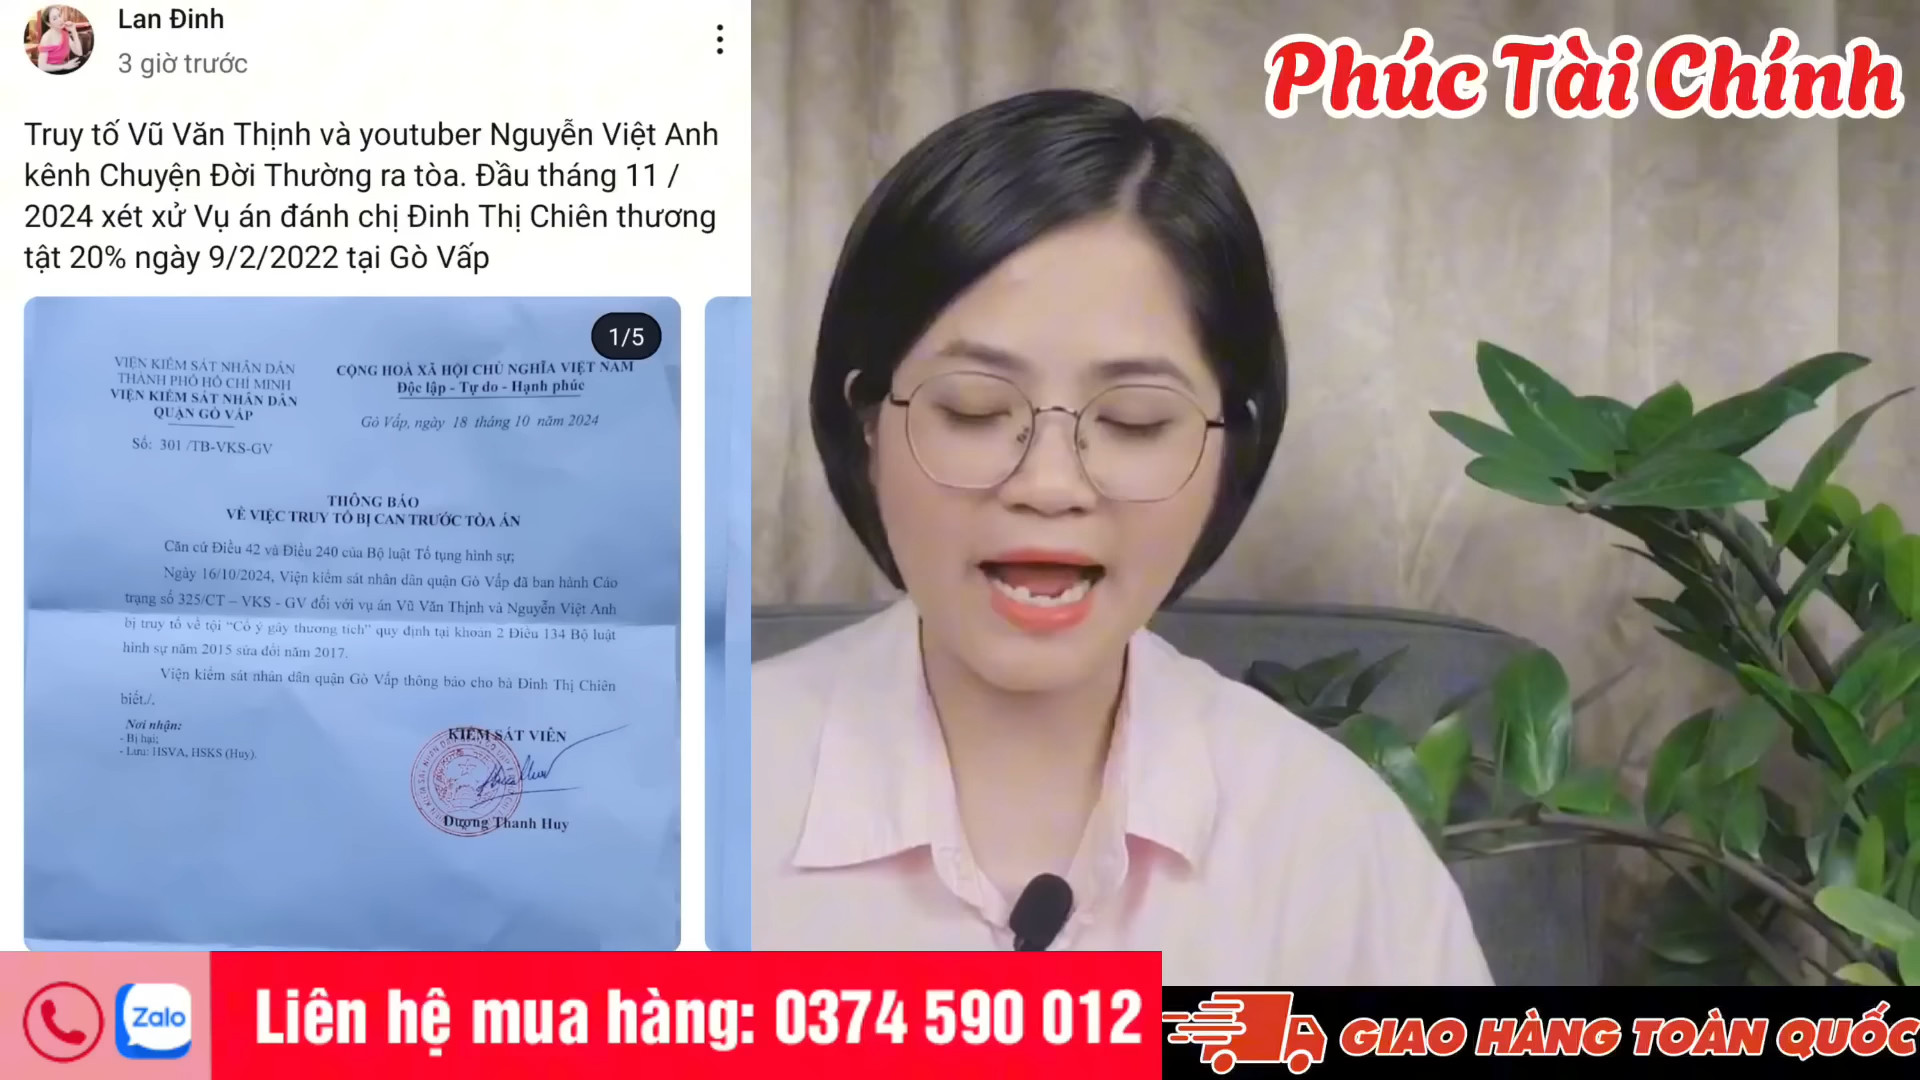 Lan Đinh
3 giờ trước
Truy tố Vũ Văn Thịnh và youtuber Nguyễn Việt Anh
kênh Chuyện Đời Thường ra tòa. Đầu tháng 11 /
2024 xét xử Vụ án đánh chị Đinh Thị Chiên thương
tật 20% ngày 9/2/2022 tại Gò Vấp
1/5
VIỆN KIỂM SÁT NHÂN DÂN
THÀNH PHỐ HỒ CHÍ MINH
VIỆN KIỂM SÁT NHÂN DÂN
QUẬN GÒ VẤP
Số: 301 /TB-VKS-GV
CỘNG HOÀ XÃ HỘI CHỦ NGHĨA VIỆT NAM
Độc lập - Tự do - Hạnh phúc
Gò Vấp, ngày 18 tháng 10 năm 2024
THÔNG BÁO
VỀ VIỆC TRUY TỐ BỊ CAN TRƯỚC TÒA ÁN
Căn cứ Điều 42 và Điều 240 của Bộ luật Tố tụng hình sự;
Ngày 16/10/2024, Viện kiểm sát nhân dân quận Gò Vấp đã ban hành Cáo
trạng số 325/CT – VKS - GV đối với vụ án Vũ Văn Thịnh và Nguyễn Việt Anh
bị truy tố về tội “Cố ý gây thương tích” quy định tại khoản 2 Điều 134 Bộ luật
hình sự năm 2015 sửa đổi năm 2017.
Viện kiểm sát nhân dân quận Gò Vấp thông báo cho bà Đinh Thị Chiên
biết./.
Nơi nhận:
- Bị hại;
- Lưu: HSVA, HSKS (Huy).
KIỂM SÁT VIÊN
Dương Thanh Huy
Phúc Tài Chính
Zalo
Liên hệ mua hàng: 0374 590 012
GIAO HÀNG TOÀN QUỐC